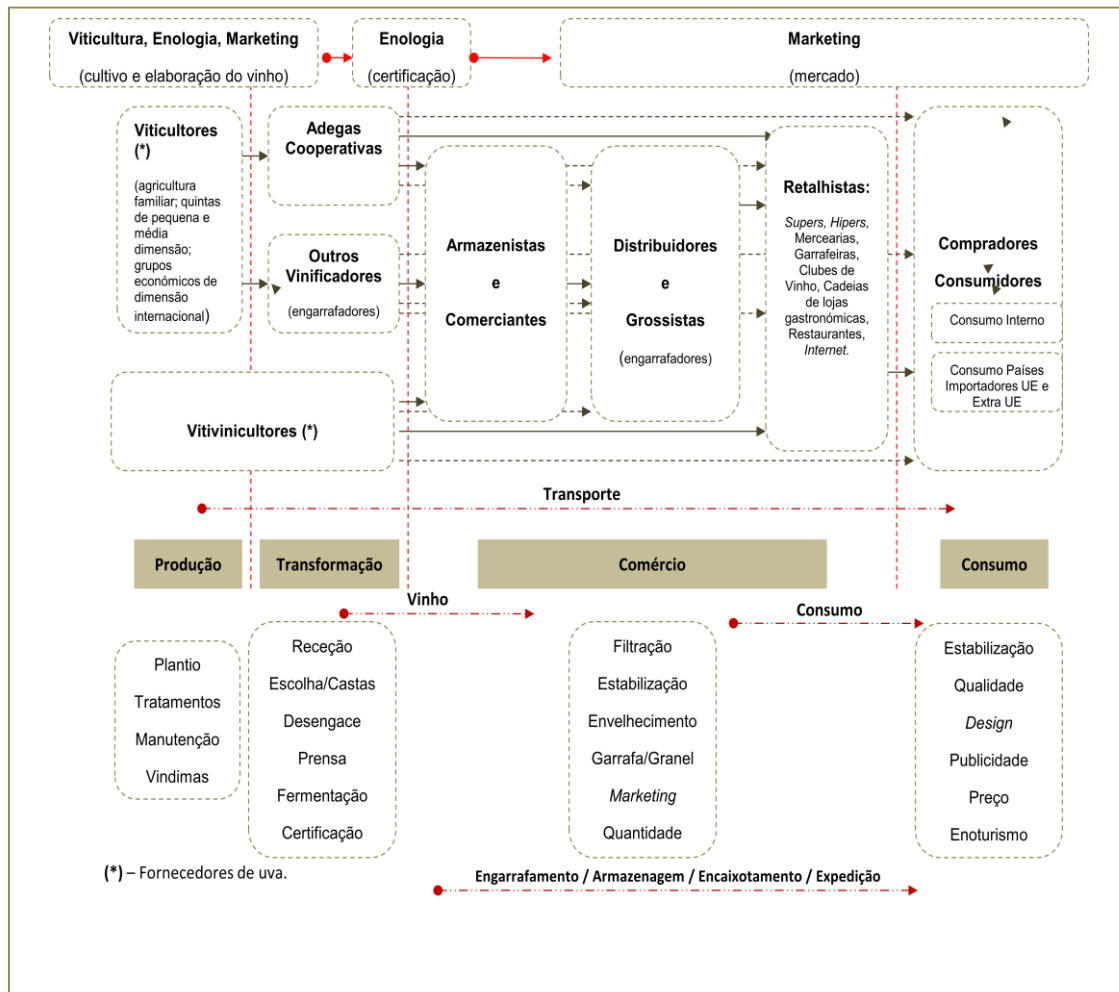 Viticultura, Enologia, Marketing
(cultivo e elaboração do vinho)
Enologia
(certificação)
Marketing
(mercado)
Viticultores
(*)
(agricultura
familiar; quintas
de pequena e
média
dimensão;
grupos
económicos de
dimensão
internacional)
Adegas
Cooperativas
Outros
Vinificadores
(engarrafadores)
Armazenistas
e
Comerciantes
Distribuidores
e
Grossistas
(engarrafadores)
Retalhistas:
Supers, Hipers,
Mercearias,
Garrafeiras,
Clubes de
Vinho, Cadeias
de lojas
gastronómicas,
Restaurantes,
Internet.
Compradores
Consumidores
Consumo Interno
Consumo Países
Importadores UE e
Extra UE
Vitivinicultores (*)
Transporte
Produção
Transformação
Comércio
Consumo
Vinho
Consumo
Plantio
Tratamentos
Manutenção
Vindimas
Receção
Escolha/Castas
Desengace
Prensa
Fermentação
Certificação
Filtração
Estabilização
Envelhecimento
Garrafa/Granel
Marketing
Quantidade
Estabilização
Qualidade
Design
Publicidade
Preço
Enoturismo
(*) – Fornecedores de uva.
Engarrafamento / Armazenagem / Encaixotamento / Expedição